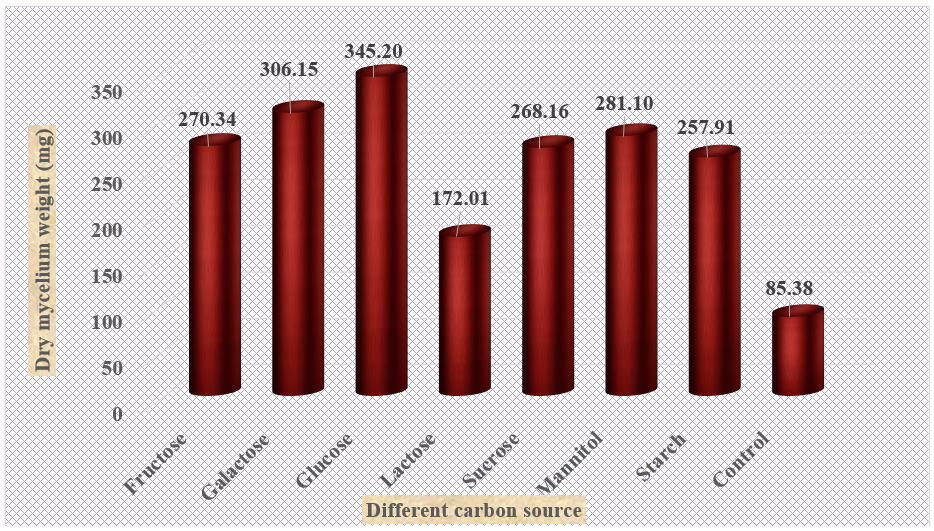 345.20
306.15
281.10
270.34
268.16
257.91
172.01
85.38
350
300
250
200
150
100
50
0
Dry mycelium weight (mg)
Fructose
Galactose
Glucose
Lactose
Sucrose
Mannitol
Starch
Control
Different carbon source